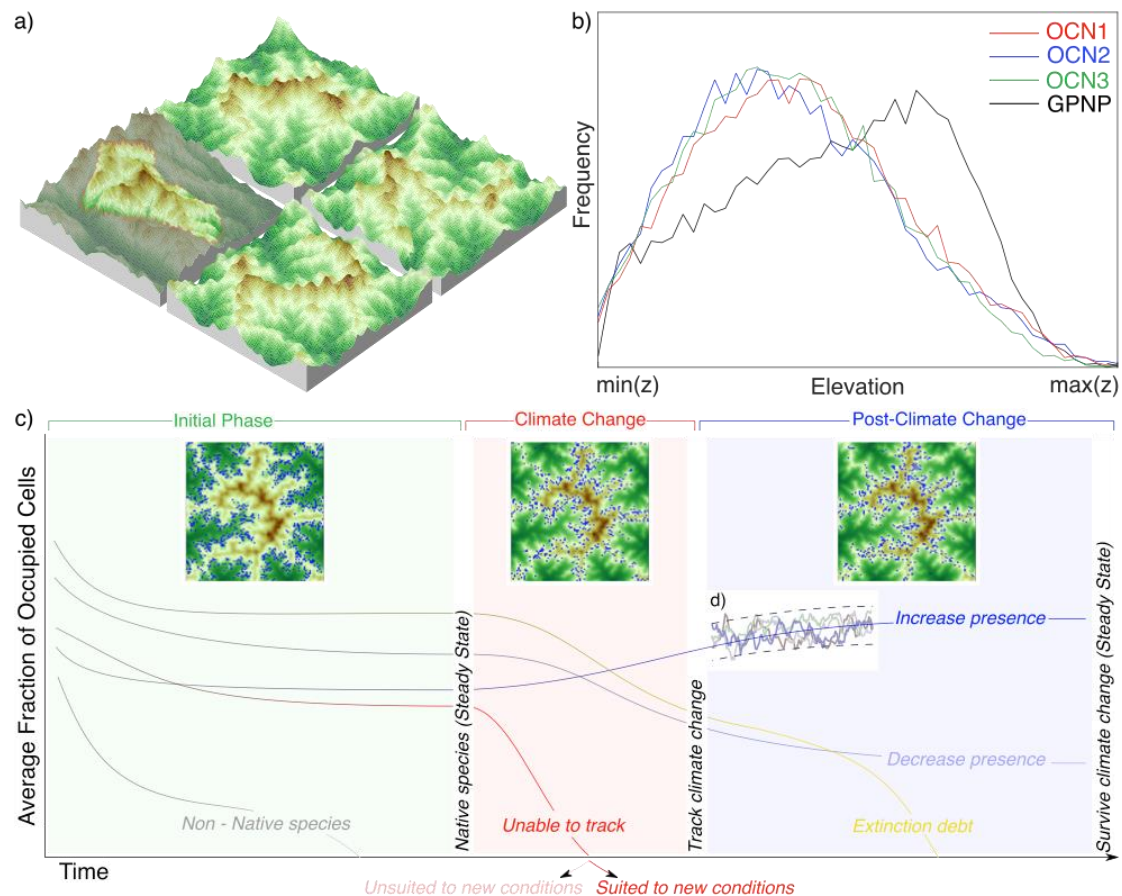 a)
b)
OCN1
OCN2
OCN3
GPNP
Frequency
min(z)
Elevation
max(z)
c)
Initial Phase
Climate Change
Post-Climate Change
Average Fraction of Occupied Cells
Native species (Steady State)
Track climate change
Survive climate change (Steady State)
d)
Increase presence
Decrease presence
Non - Native species
Unable to track
Extinction debt
Time
Unsuited to new conditions
Suited to new conditions